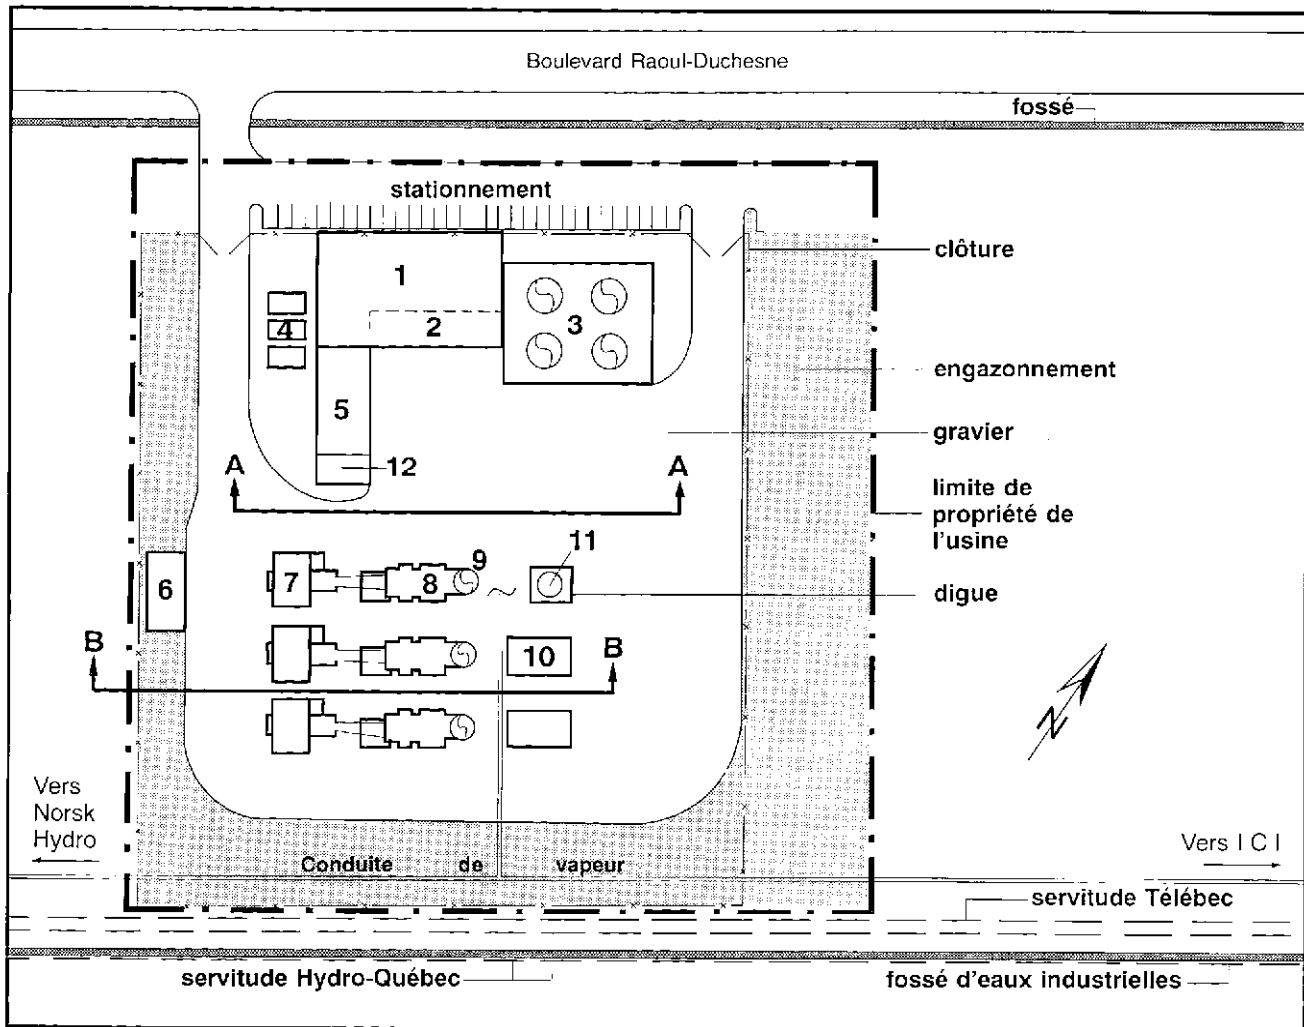 Boulevard Raoul-Duchesne
fossé
stationnement
clôture
1
2
3
4
engazonnement
5
gravier
12
A
A
limite de
propriété de
l'usine
11
9
6
7
8
digue
B
B
10
N
Vers
Norsk
Hydro
Vers I C I
Conduite de vapeur
servitude Télébec
servitude Hydro-Québec
fossé d'eaux industrielles